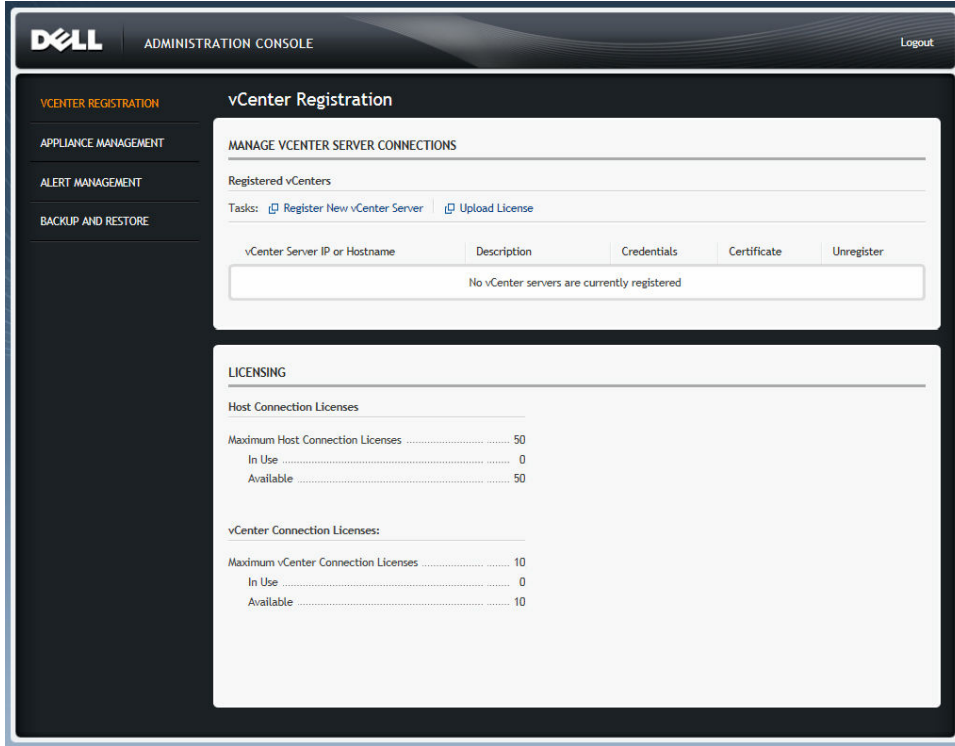 DELL
ADMINISTRATION CONSOLE
Logout
VCENTER REGISTRATION
APPLIANCE MANAGEMENT
ALERT MANAGEMENT
BACKUP AND RESTORE
vCenter Registration
MANAGE VCENTER SERVER CONNECTIONS
Registered vCenters
Tasks: Register New vCenter Server Upload License
vCenter Server IP or Hostname Description Credentials Certificate Unregister
No vCenter servers are currently registered
LICENSING
Host Connection Licenses
Maximum Host Connection Licenses ........ 50
In Use ........ 0
Available ........ 50
vCenter Connection Licenses:
Maximum vCenter Connection Licenses ........ 10
In Use ........ 0
Available ........ 10